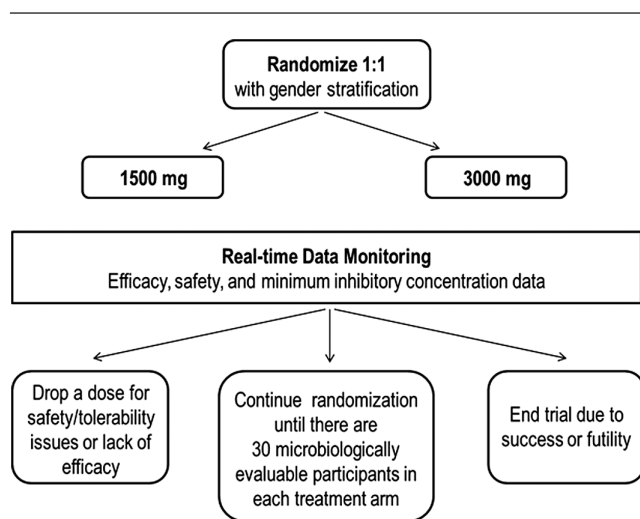 Randomize 1:1
with gender stratification
1500 mg
3000 mg
Real-time Data Monitoring
Efficacy, safety, and minimum inhibitory concentration data
Drop a dose for
safety/tolerability
issues or lack of
efficacy
Continue randomization
until there are
30 microbiologically
evaluable participants in
each treatment arm
End trial due to
success or futility